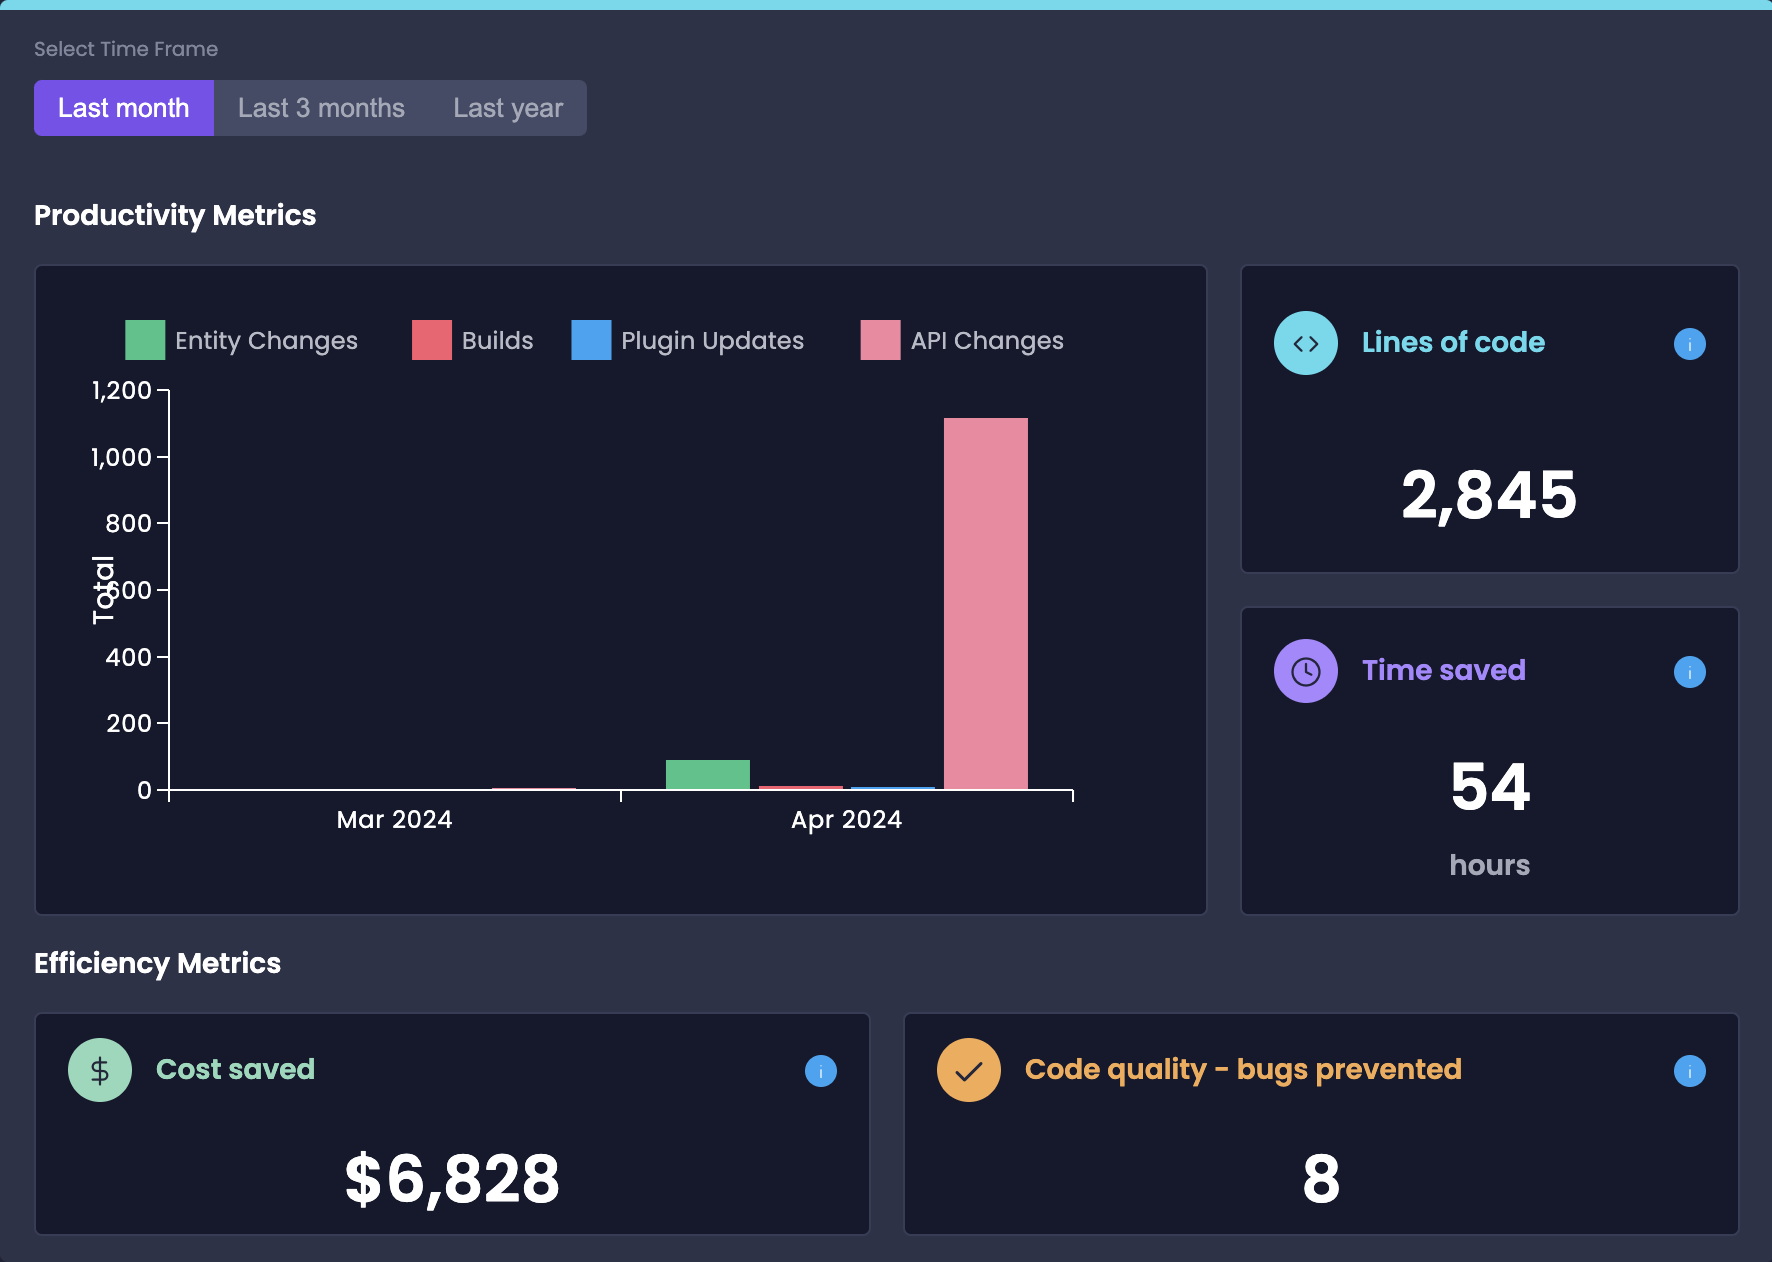 Select Time Frame
Last month Last 3 months Last year
Productivity Metrics
Entity Changes Builds Plugin Updates API Changes
1,200
1,000
800
600
400
200
0
Total
Mar 2024 Apr 2024
Lines of code
i
2,845
Time saved
i
54
hours
Efficiency Metrics
$
Cost saved
i
$6,828
Code quality - bugs prevented
i
8